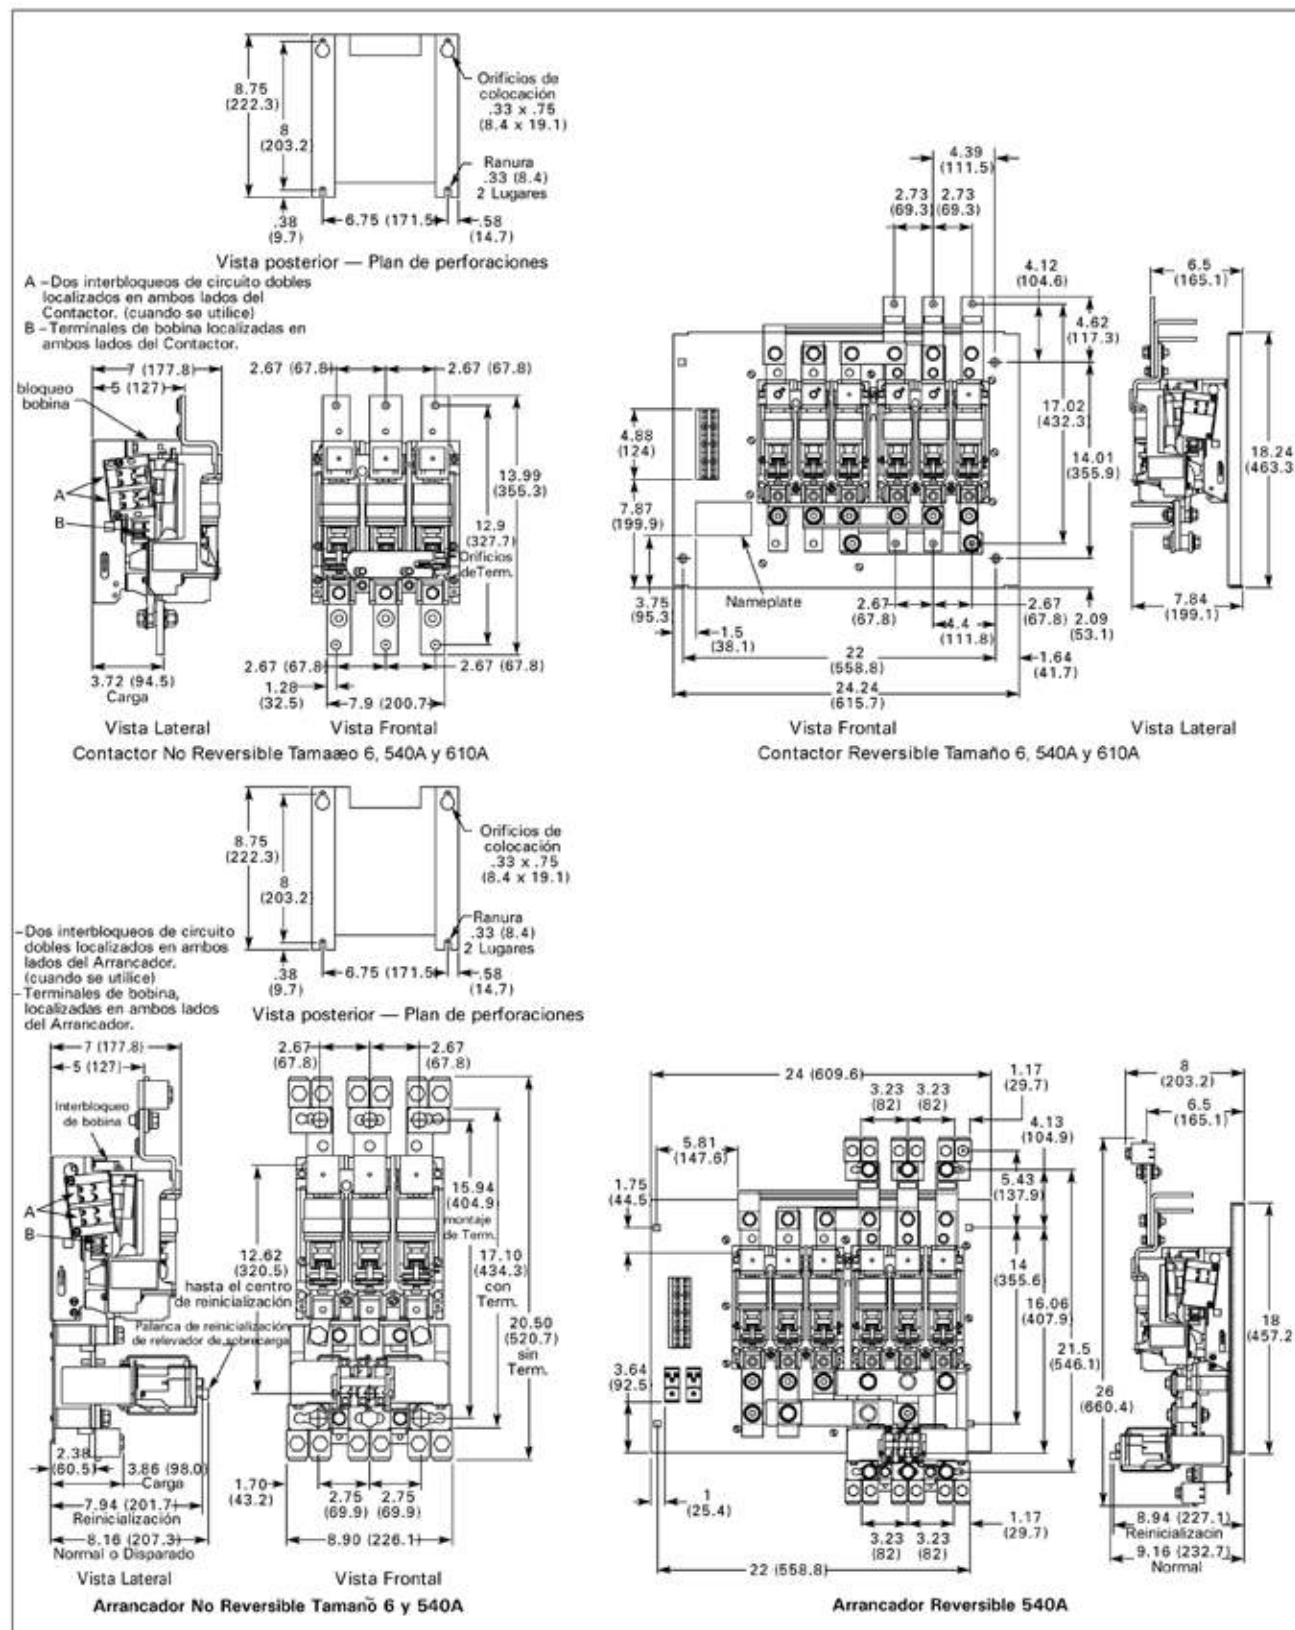 8.75
(222.3)
8
(203.2)
Orificios de
colocación
.33 x .75
(8.4 x 19.1)
Ranura
.33 (8.4)
2 Lugares
.38
(9.7)
6.75 (171.5)
.58
(14.7)
Vista posterior — Plan de perforaciones
A –Dos interbloqueos de circuito dobles
localizados en ambos lados del
Contactor. (cuando se utilice)
B –Terminales de bobina localizadas en
ambos lados del Contactor.
7 (177.8)
5 (127)
bloqueo
bobina
A
B
3.72 (94.5)
Carga
Vista Lateral
2.67 (67.8)
2.67 (67.8)
13.99
(355.3)
12.9
(327.7)
Orificios
deTerm.
2.67 (67.8)
2.67 (67.8)
1.28
(32.5)
7.9 (200.7)
Vista Frontal
Contactor No Reversible Tamaæo 6, 540A y 610A
4.39
(111.5)
2.73
(69.3)
2.73
(69.3)
4.12
(104.6)
4.62
(117.3)
17.02
(432.3)
14.01
(355.9)
4.88
(124)
7.87
(199.9)
3.75
(95.3)
Nameplate
1.5
(38.1)
2.67
(67.8)
2.67
(67.8)
4.4
(111.8)
2.09
(53.1)
22
(558.8)
1.64
(41.7)
24.24
(615.7)
Vista Frontal
6.5
(165.1)
18.24
(463.3
7.84
(199.1)
Vista Lateral
Contactor Reversible Tamaño 6, 540A y 610A
8.75
(222.3)
8
(203.2)
Orificios de
colocación
.33 x .75
(8.4 x 19.1)
Ranura
.33 (8.4)
2 Lugares
.38
(9.7)
6.75 (171.5)
.58
(14.7)
Vista posterior — Plan de perforaciones
–Dos interbloqueos de circuito
dobles localizados en ambos
lados del Arrancador.
(cuando se utilice)
–Terminales de bobina,
localizadas en ambos lados
del Arrancador.
7 (177.8)
5 (127)
Interbloqueo
de bobina
A
B
Palanca de reinicialización
de relevador de sobrecarga
2.38
(60.5)
3.86 (98.0)
Carga
7.94 (201.7)
Reinicialización
8.16 (207.3)
Normal o Disparado
Vista Lateral
2.67
(67.8)
2.67
(67.8)
12.62
(320.5)
hasta el centro
de reinicialización
15.94
(404.9
montaje
de Term.
17.10
(434.3)
con
Term.
20.50
(520.7)
sin
Term.
1.70
(43.2)
2.75
(69.9)
2.75
(69.9)
8.90 (226.1)
Vista Frontal
Arrancador No Reversible Tamaño 6 y 540A
24 (609.6)
1.17
(29.7)
3.23
(82)
3.23
(82)
4.13
(104.9)
5.81
(147.6)
5.43
(137.9)
1.75
(44.5)
14
(355.6)
16.06
(407.9)
21.5
(546.1)
3.64
(92.5)
1
(25.4)
3.23
(82)
3.23
(82)
1.17
(29.7)
22 (558.8)
8
(203.2)
6.5
(165.1)
18
(457.2
26
(660.4)
8.94 (227.1)
Reinicializacin
9.16 (232.7)
Normal
Arrancador Reversible 540A